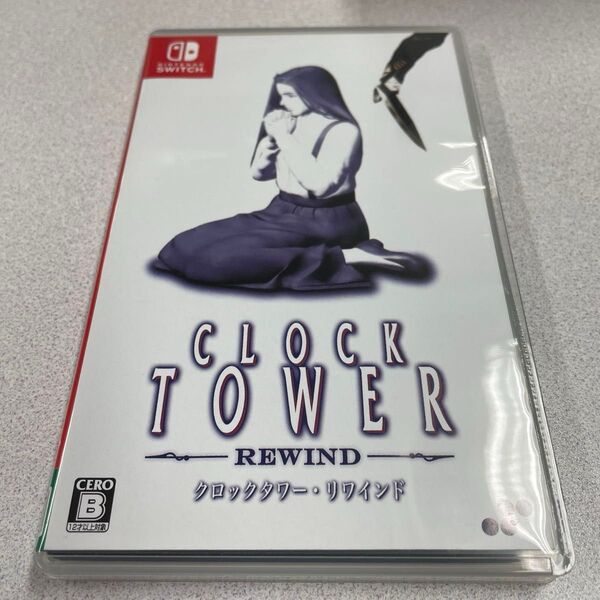 NINTENDO
SWITCH.
CLOCK
TOWER
REWIND
クロックタワー・リワインド
CERO
B
12才以上対象